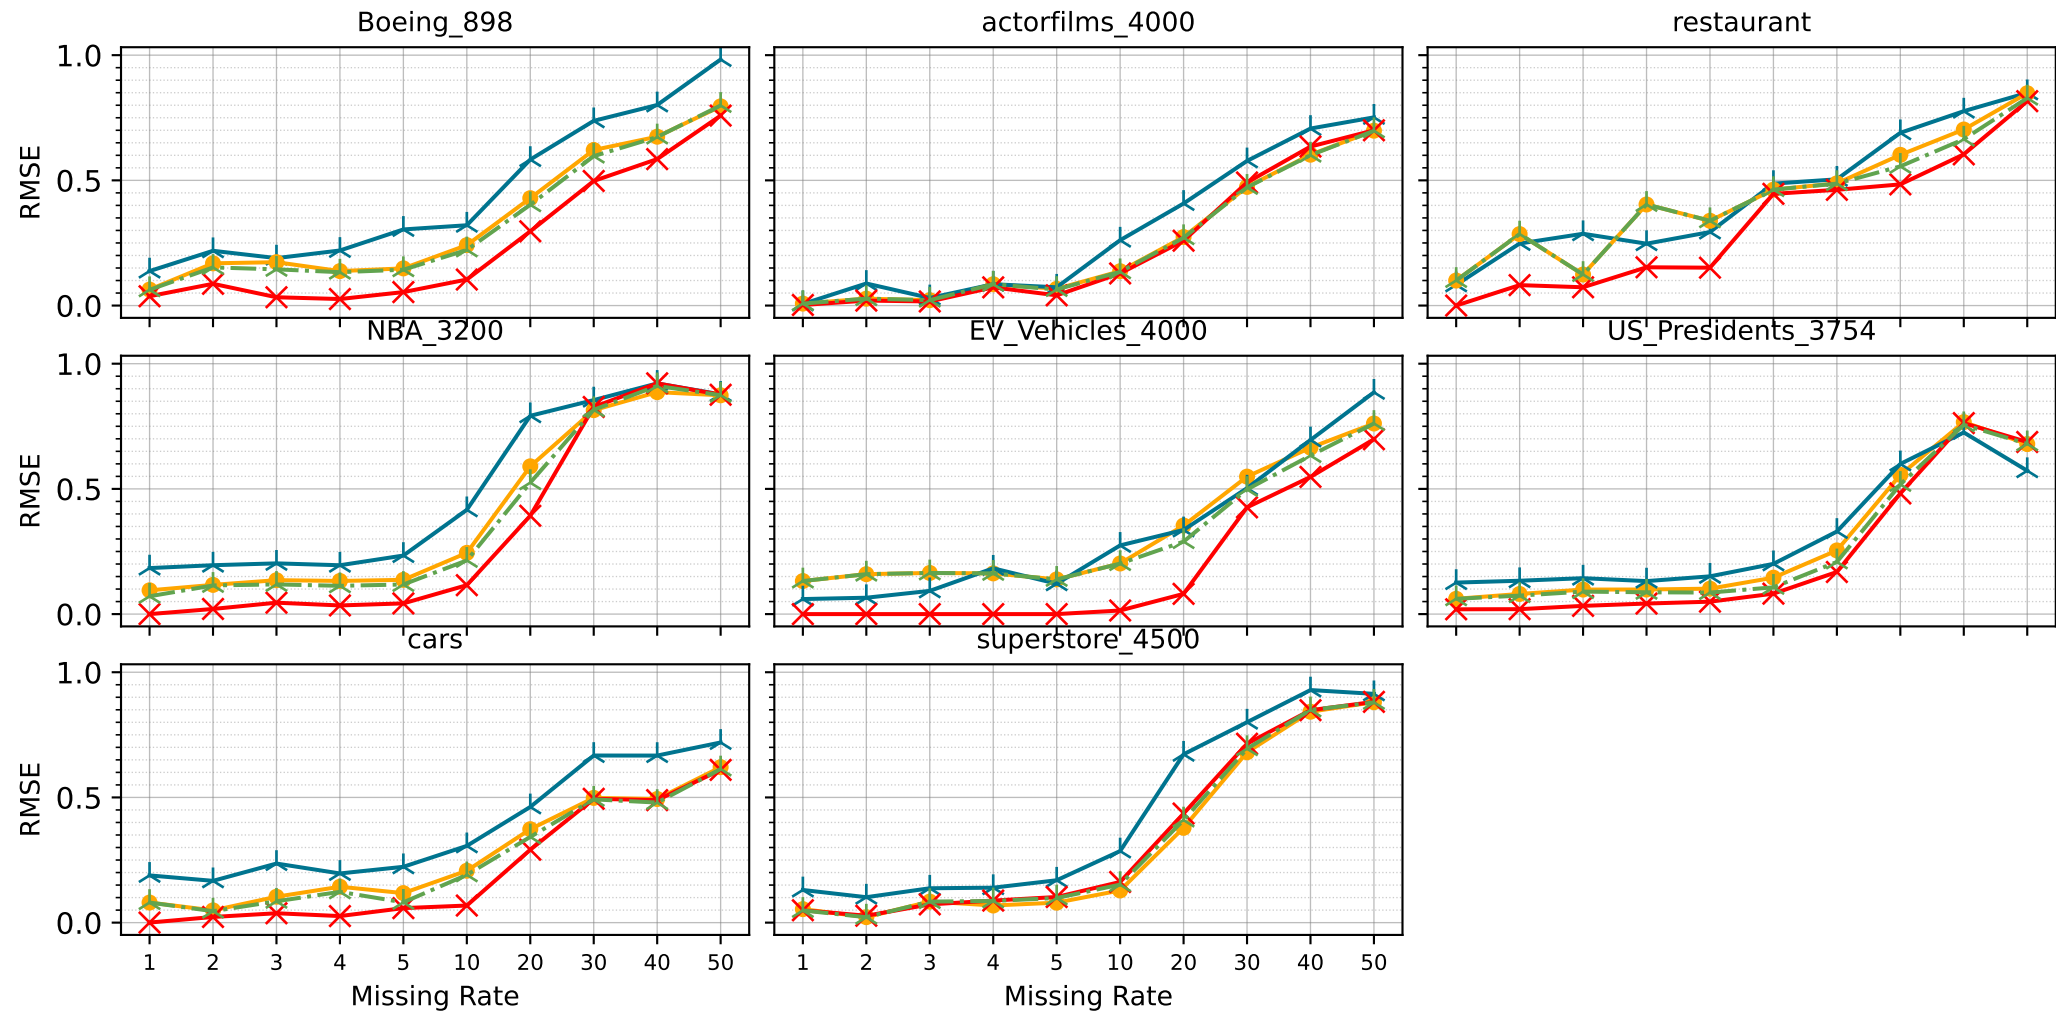 Boeing_898 actorfilms_4000 restaurant
1.0
0.5
0.0
RMSE
NBA_3200 EV_Vehicles_4000 US_Presidents_3754
1.0
0.5
0.0
RMSE
cars superstore_4500
1.0
0.5
0.0
RMSE
1 2 3 4 5 10 20 30 40 50 1 2 3 4 5 10 20 30 40 50
Missing Rate Missing Rate